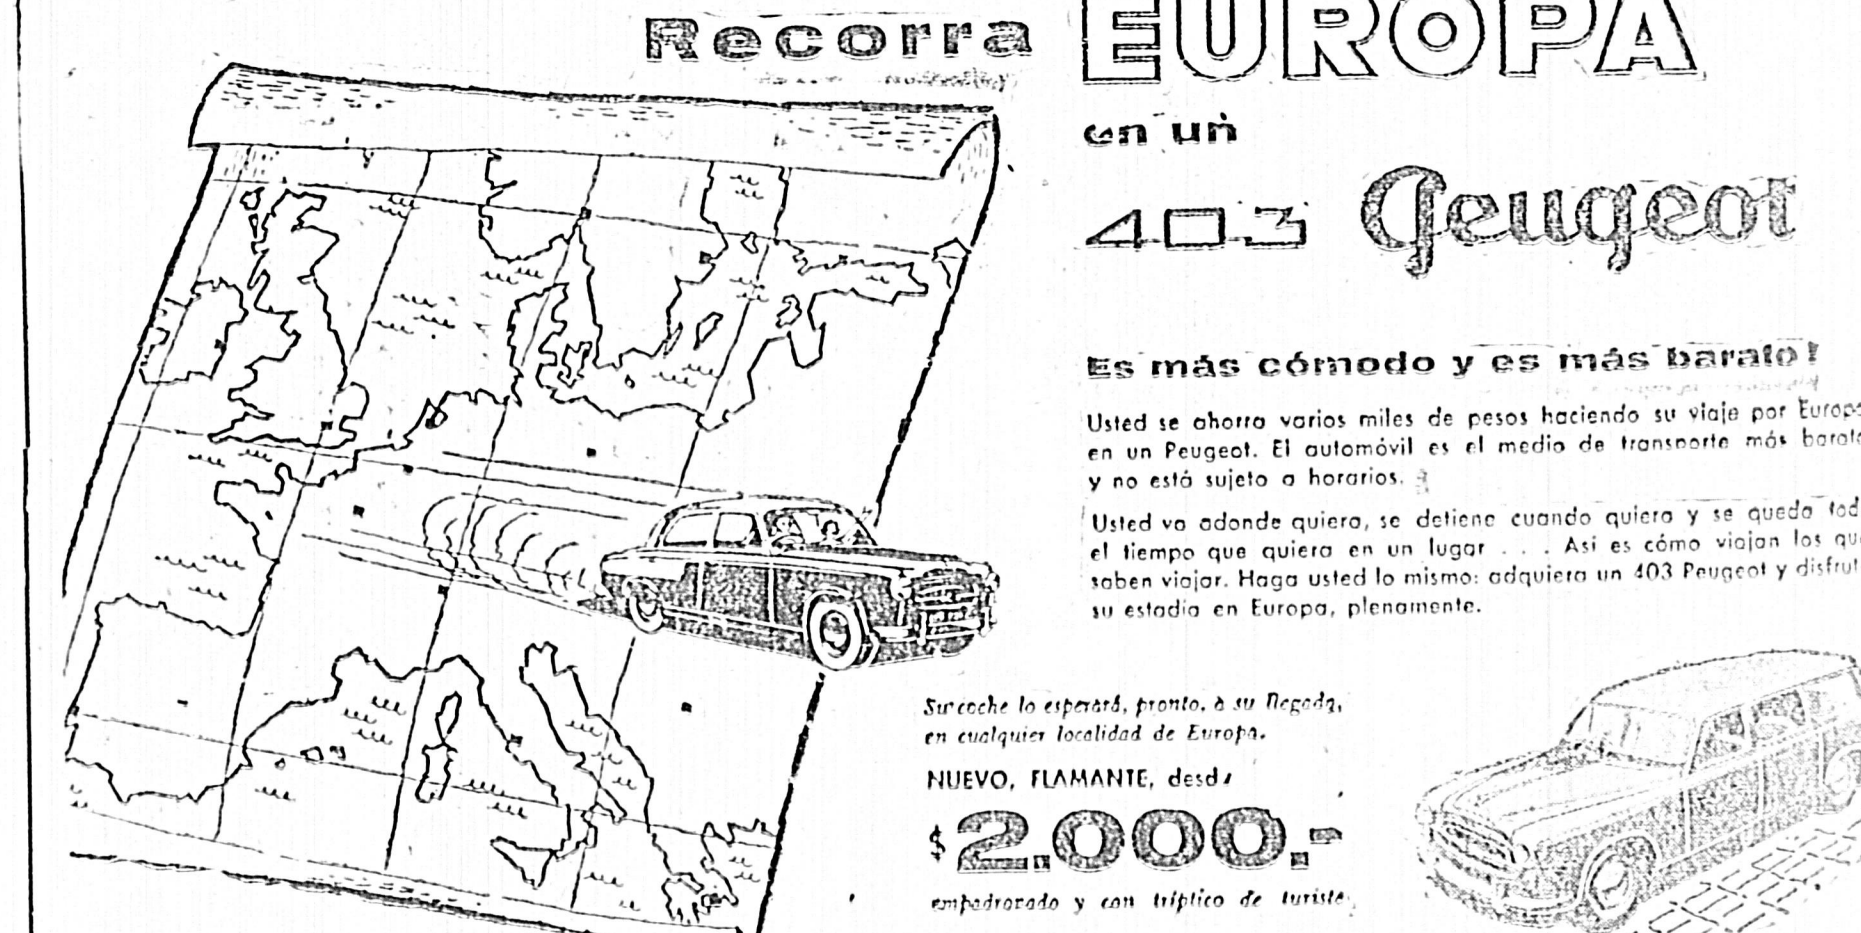 Recorra EUROPA
en un
403 Peugeot
Es más cómodo y es más barato!
Usted se ahorra varios miles de pesos haciendo su viaje por Europa
en un Peugeot. El automóvil es el medio de transporte más barato
y no está sujeto a horarios.
Usted va adonde quiera, se detiene cuando quiera y se queda tod
el tiempo que quiera en un lugar . . . Así es cómo viajan los que
saben viajar. Haga usted lo mismo: adquiera un 403 Peugeot y disfrut
su estadía en Europa, plenamente.
Su coche lo esperará, pronto, a su llegada,
en cualquier localidad de Europa.
NUEVO, FLAMANTE, desde
$ 2.000.-
empadronado y con tríptico de turista.